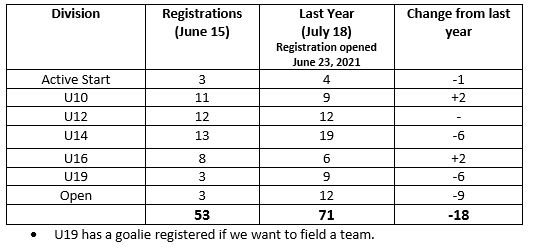 Division Registrations (June 15) Last Year (July 18) Registration opened June 23, 2021 Change from last year
Active Start 3 4 -1
U10 11 9 +2
U12 12 12 -
U14 13 19 -6
U16 8 6 +2
U19 3 9 -6
Open 3 12 -9
53 71 -18
• U19 has a goalie registered if we want to field a team.